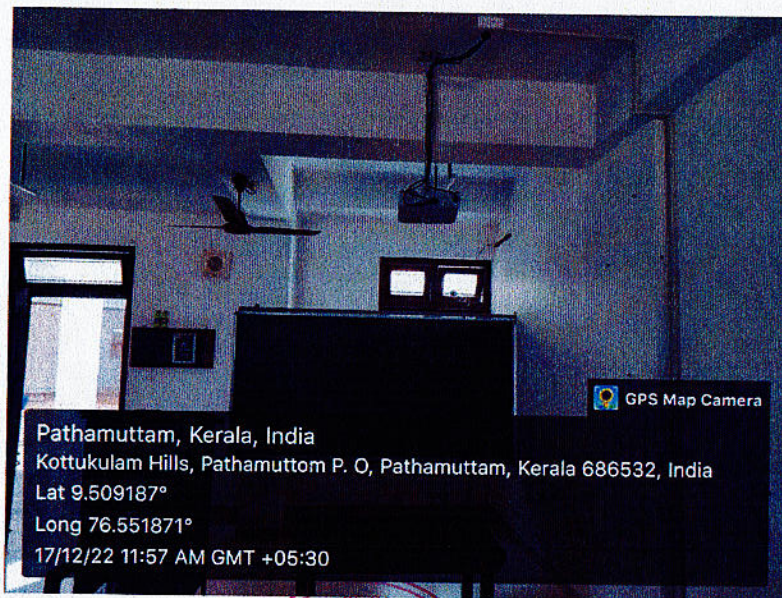 GPS Map Camera
Pathamuttam, Kerala, India
Kottukulam Hills, Pathamuttom P. O, Pathamuttam, Kerala 686532, India
Lat 9.509187°
Long 76.551871°
17/12/22 11:57 AM GMT +05:30